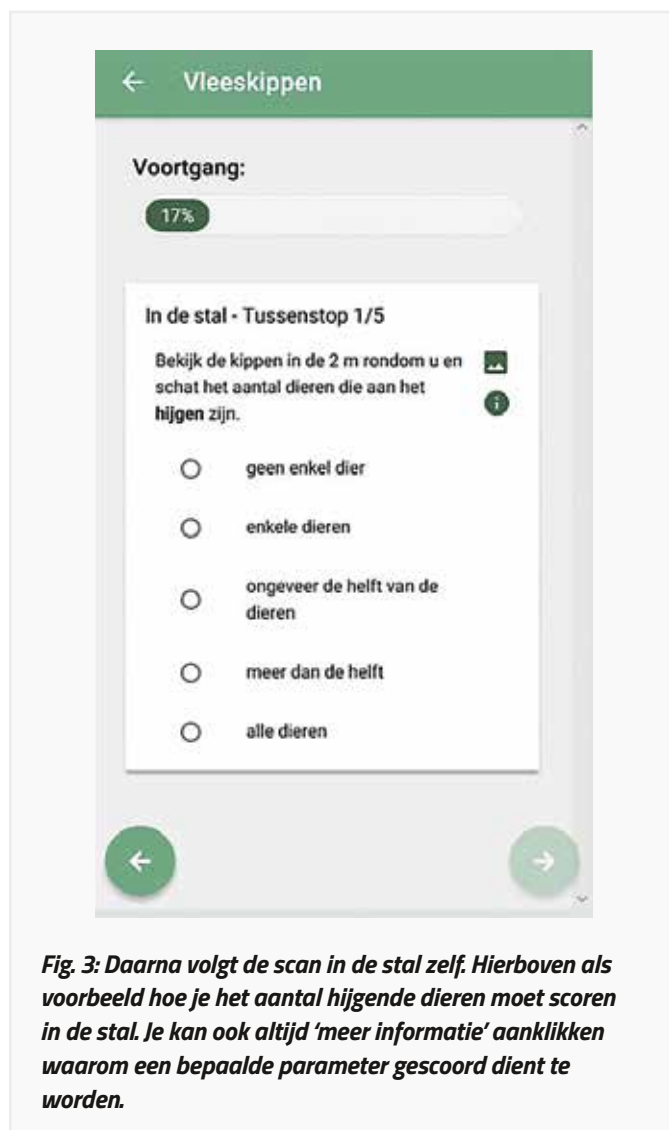 Vleeskippen
Voortgang:
17%
In de stal - Tussenstop 1/5
Bekijk de kippen in de 2 m rondom u en
schat het aantal dieren die aan het
hijgen zijn.
geen enkel dier
enkele dieren
ongeveer de helft van de
dieren
meer dan de helft
alle dieren
Fig. 3: Daarna volgt de scan in de stal zelf. Hierboven als
voorbeeld hoe je het aantal hijgende dieren moet scoren
in de stal. Je kan ook altijd ‘meer informatie’ aanklikken
waarom een bepaalde parameter gescoord dient te
worden.